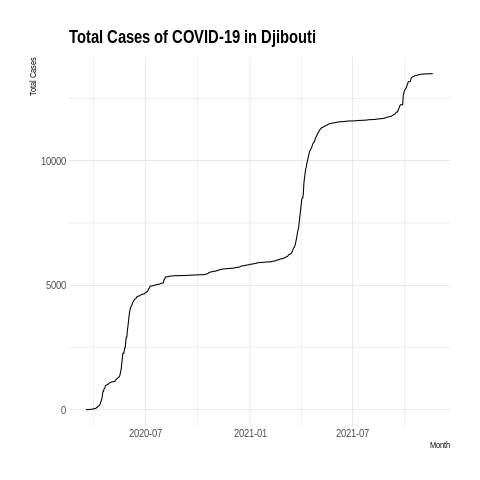 Total Cases of COVID-19 in Djibouti
Total Cases
10000
5000
0
2020-07 2021-01 2021-07
Month